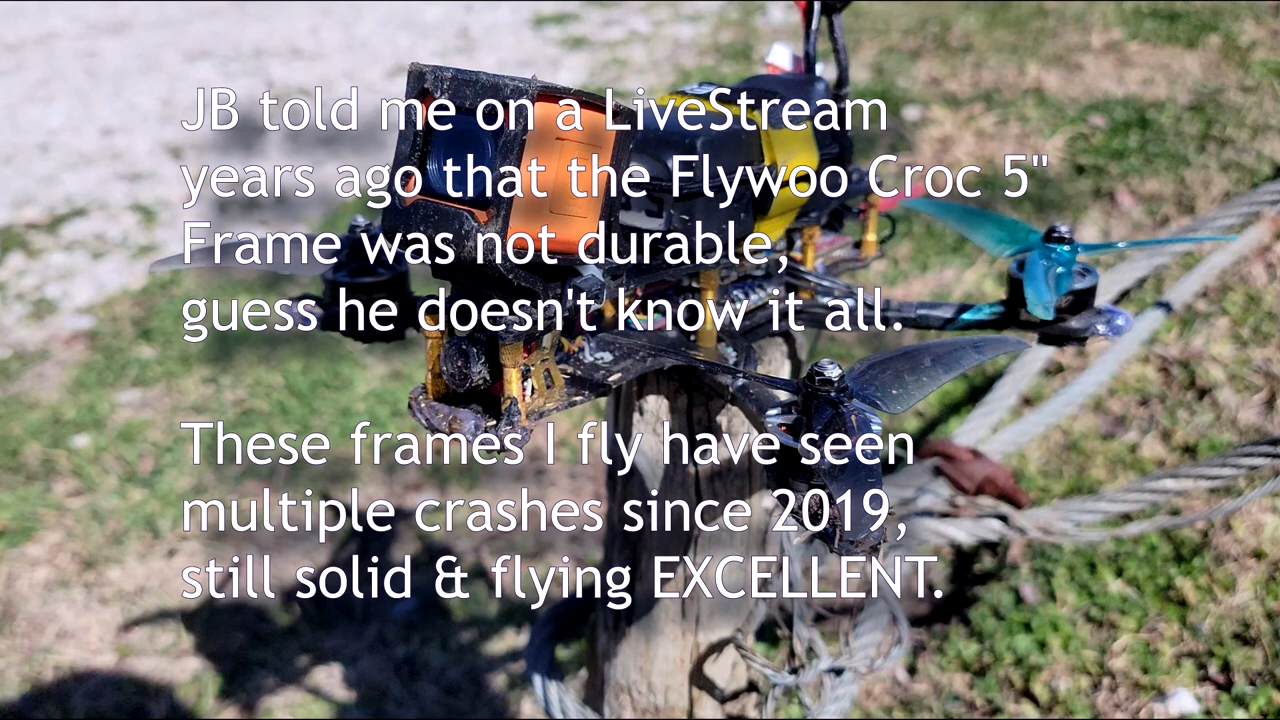 JB told me on a LiveStream
years ago that the Flywoo Croc 5"
Frame was not durable,
guess he doesn't know it all.
These frames I fly have seen
multiple crashes since 2019,
still solid & flying EXCELLENT.